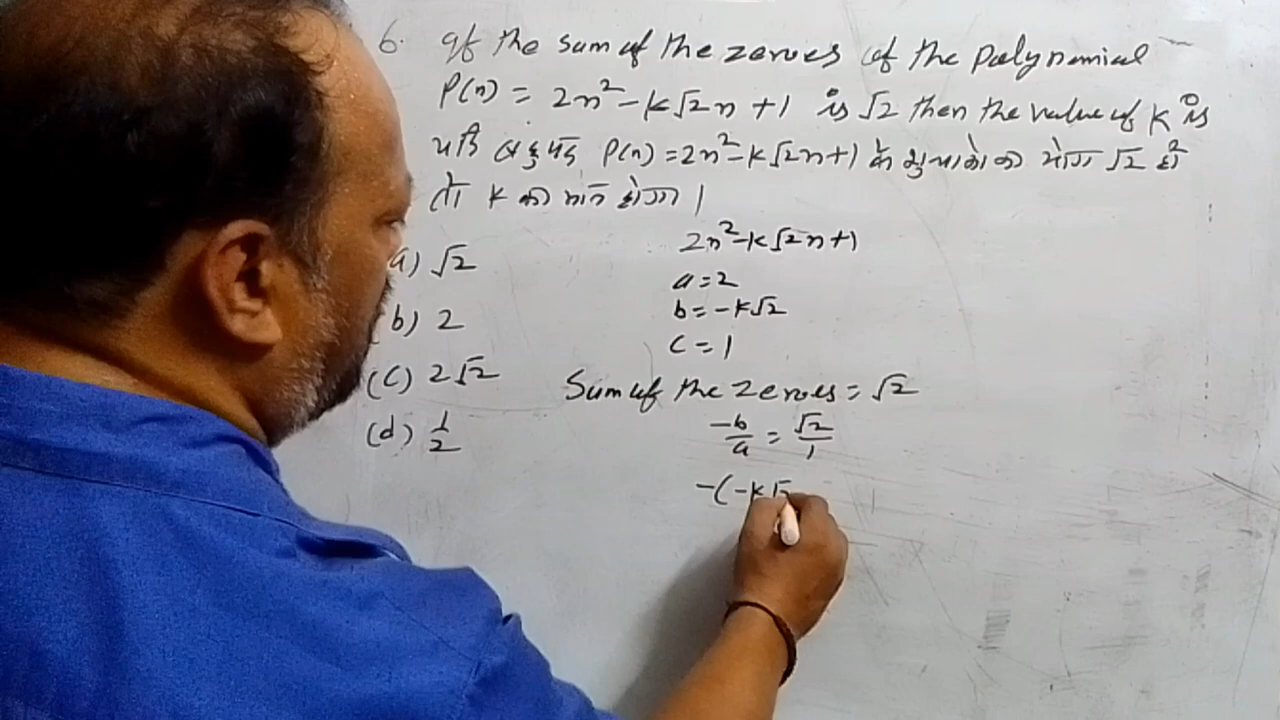 6. If the sum of the zeroes of the Polynomial
P(n) = 2n² - k√2n + 1 is √2 then the value of K is
यदि बहुपद P(n) = 2n² - k√2n + 1 के शून्यकों का योग √2 हो
तो K का मान होगा ।
a) √2
(b) 2
(c) 2√2
(d) 1/2
2n² - k√2n + 1
a = 2
b = -k√2
c = 1
Sum of the zeroes = √2
-b/a = √2/1
-(-k√2